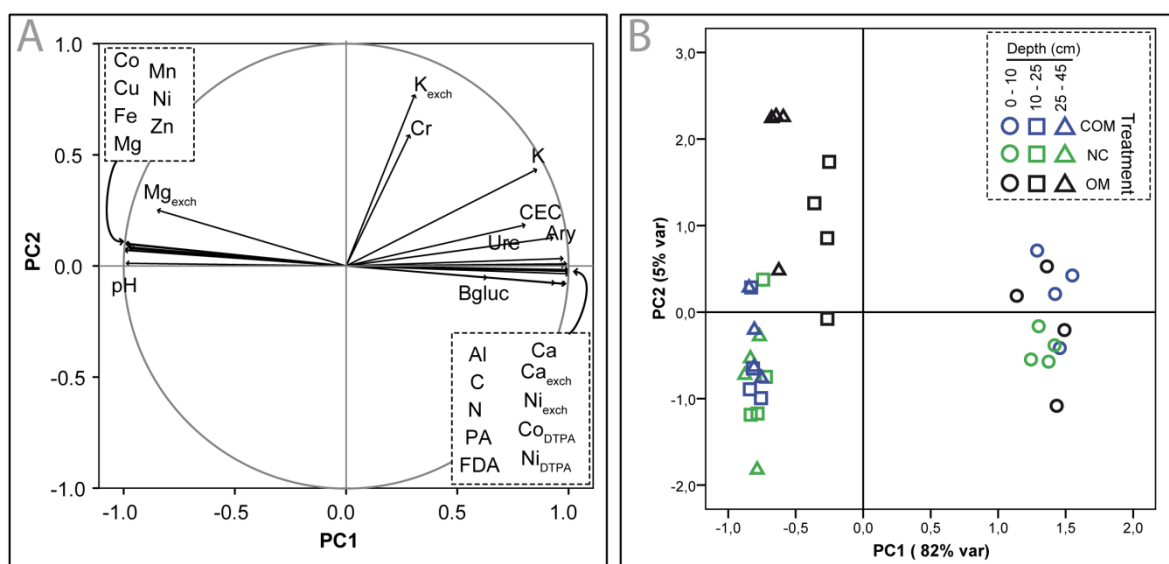 A
1.0
0.5
0.0
-0.5
-1.0
PC2
-1.0
-0.5
0.0
0.5
1.0
PC1
Co
Mn
Cu
Ni
Fe
Zn
Mg
Kexch
Cr
K
Mgexch
CEC
Ure
Ary
pH
Bgluc
Al
Ca
C
Caexch
N
Niexch
PA
CoDTPA
FDA
NiDTPA
B
3,0
2,0
1,0
0,0
-1,0
-2,0
PC2 (5% var)
-1,0
-0,5
0,0
0,5
1,0
1,5
2,0
PC1 ( 82% var)
Depth (cm)
0 - 10
10 - 25
25 - 45
COM
NC
OM
Treatment